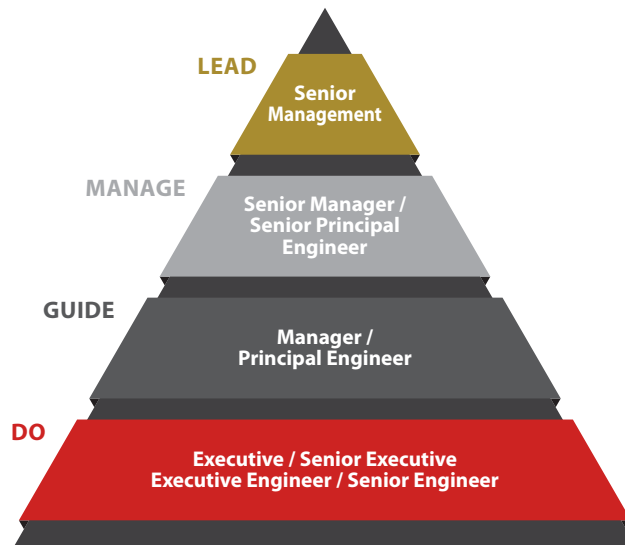 LEAD
Senior
Management
MANAGE
Senior Manager /
Senior Principal
Engineer
GUIDE
Manager /
Principal Engineer
DO
Executive / Senior Executive
Executive Engineer / Senior Engineer